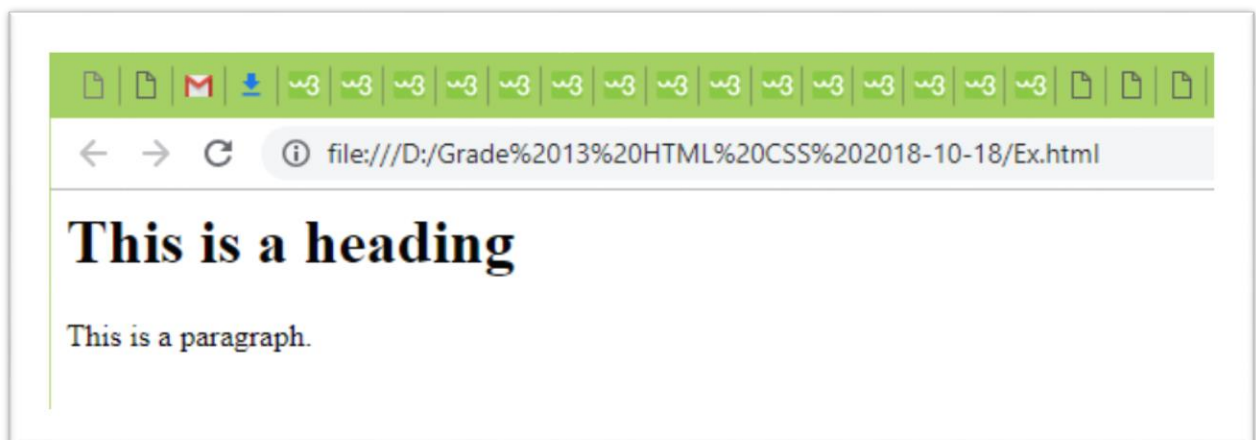 file:///D:/Grade%2013%20HTML%20CSS%202018-10-18/Ex.html
This is a heading
This is a paragraph.